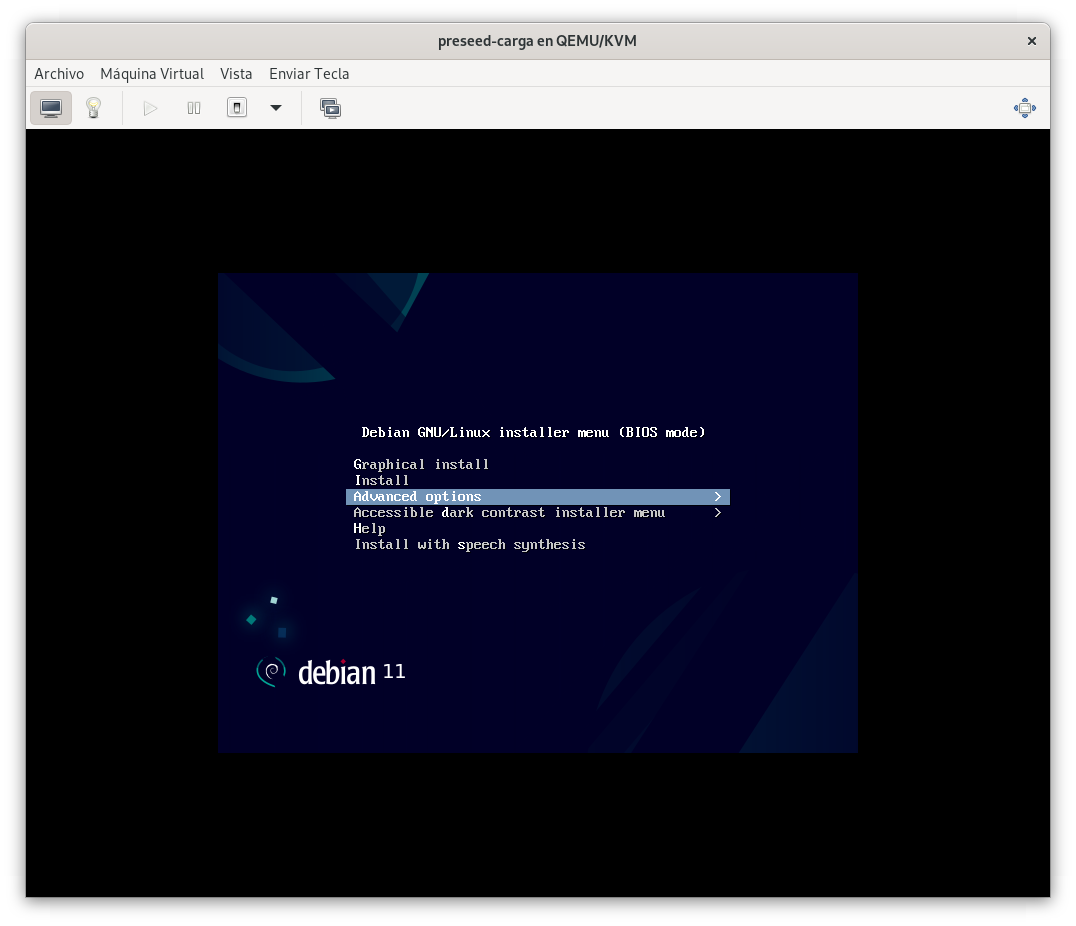 preseed-carga en QEMU/KVM
Archivo Máquina Virtual Vista Enviar Tecla
Debian GNU/Linux installer menu (BIOS mode)
Graphical install
Install
Advanced options >
Accessible dark contrast installer menu >
Help
Install with speech synthesis
debian 11